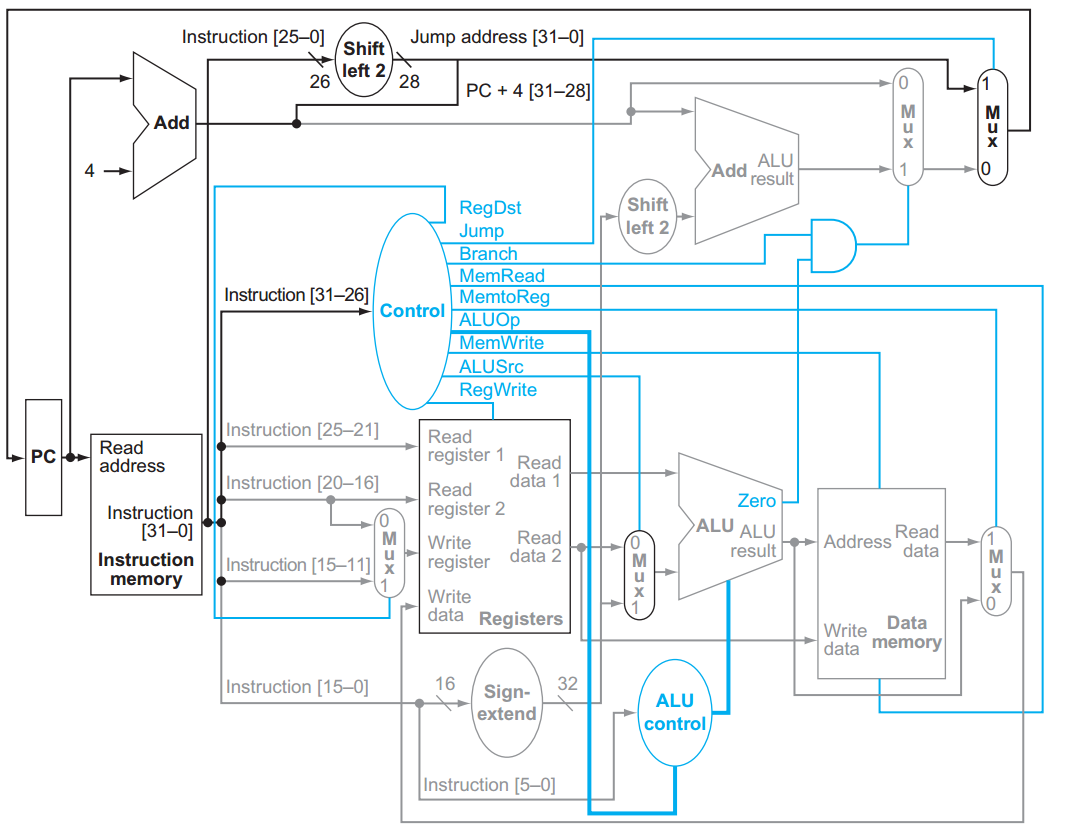 Instruction [25–0]
Shift
left 2
Jump address [31–0]
26
28
PC + 4 [31–28]
Add
4
0
M
u
x
1
1
M
u
x
0
Add
ALU
result
Shift
left 2
RegDst
Jump
Branch
MemRead
MemtoReg
ALUOp
MemWrite
ALUSrc
RegWrite
Instruction [31–26]
Control
PC
Read
address
Instruction
[31–0]
Instruction
memory
Instruction [25–21]
Instruction [20–16]
Instruction [15–11]
0
M
u
x
1
Read
register 1
Read
register 2
Write
register
Write
data
Read
data 1
Read
data 2
Registers
0
M
u
x
1
Zero
ALU
ALU
result
Address
Read
data
Write
data
Data
memory
1
M
u
x
0
Instruction [15–0]
16
Sign-
extend
32
ALU
control
Instruction [5–0]